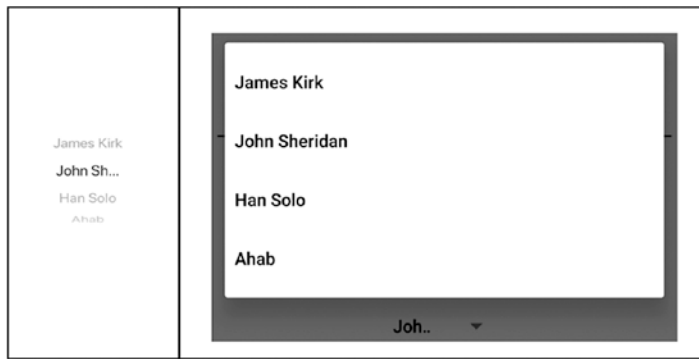 James Kirk
John Sh...
Han Solo
Ahab
James Kirk
John Sheridan
Han Solo
Ahab
Joh..